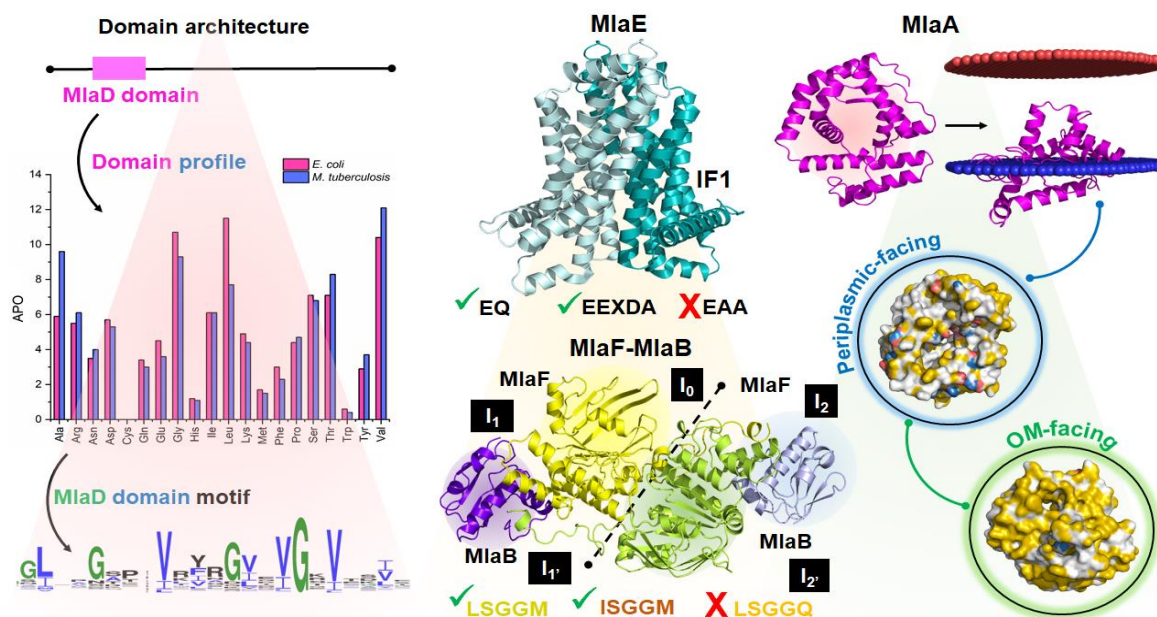 Domain architecture
MlaD domain
Domain profile
E. coli
M. tuberculosis
APO
14
12
10
8
6
4
2
0
Ala
Arg
Asn
Asp
Cys
Gln
Glu
Gly
His
Ile
Leu
Lys
Met
Phe
Pro
Ser
Thr
Trp
Tyr
Val
MlaD domain motif
MlaE
IF1
EQ
EEXDA
X EAA
MlaF-MlaB
MlaF
I0
MlaF
I1
I2
MlaB
I1'
MlaB
I2'
LSGGM
ISGGM
X LSGGQ
MlaA
Periplasmic-facing
OM-facing